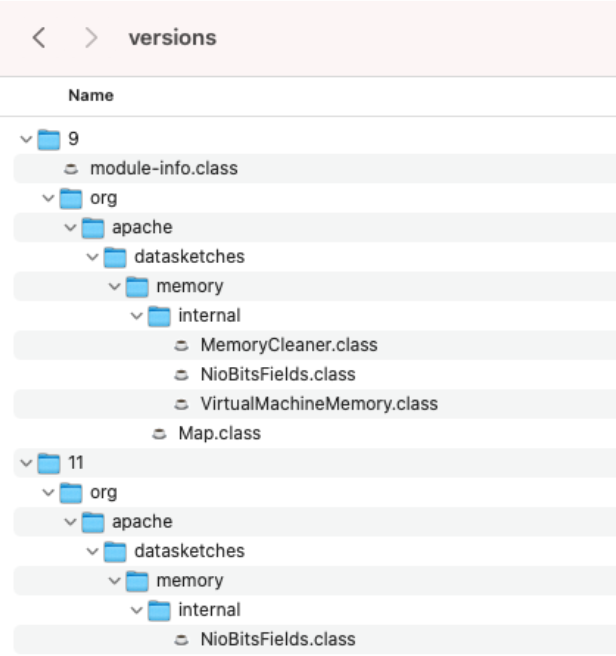 versions
Name
9
module-info.class
org
apache
datasketches
memory
internal
MemoryCleaner.class
NioBitsFields.class
VirtualMachineMemory.class
Map.class
11
org
apache
datasketches
memory
internal
NioBitsFields.class